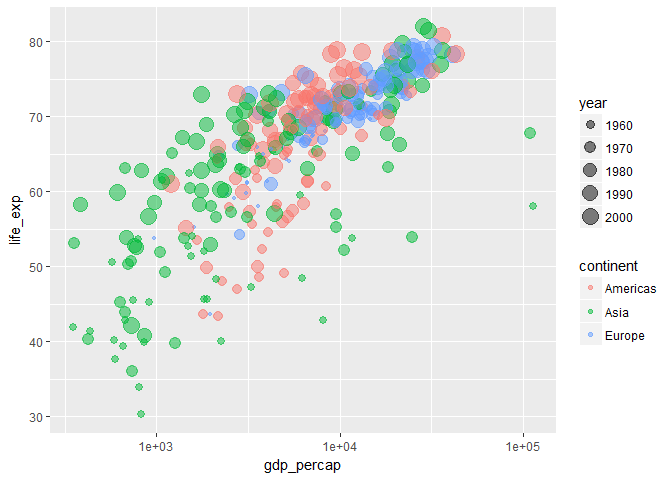 80
70
60
50
40
30
life_exp
1e+03
1e+04
1e+05
gdp_percap
year
1960
1970
1980
1990
2000
continent
Americas
Asia
Europe